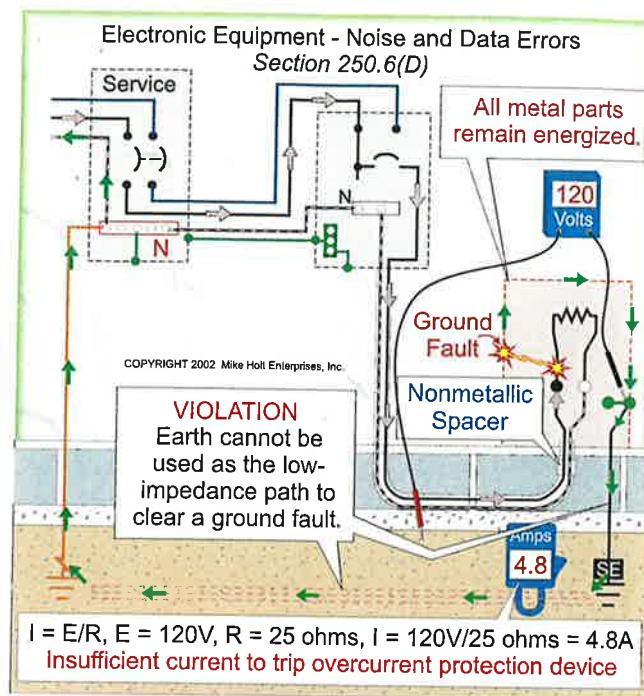 Electronic Equipment - Noise and Data Errors
Section 250.6(D)
Service
All metal parts
remain energized.
120
Volts
N
N
Ground
Fault
COPYRIGHT 2002 Mike Holt Enterprises, Inc.
Nonmetallic
Spacer
VIOLATION
Earth cannot be
used as the low-
impedance path to
clear a ground fault.
Amps
4.8
SE
I = E/R, E = 120V, R = 25 ohms, I = 120V/25 ohms = 4.8A
Insufficient current to trip overcurrent protection device